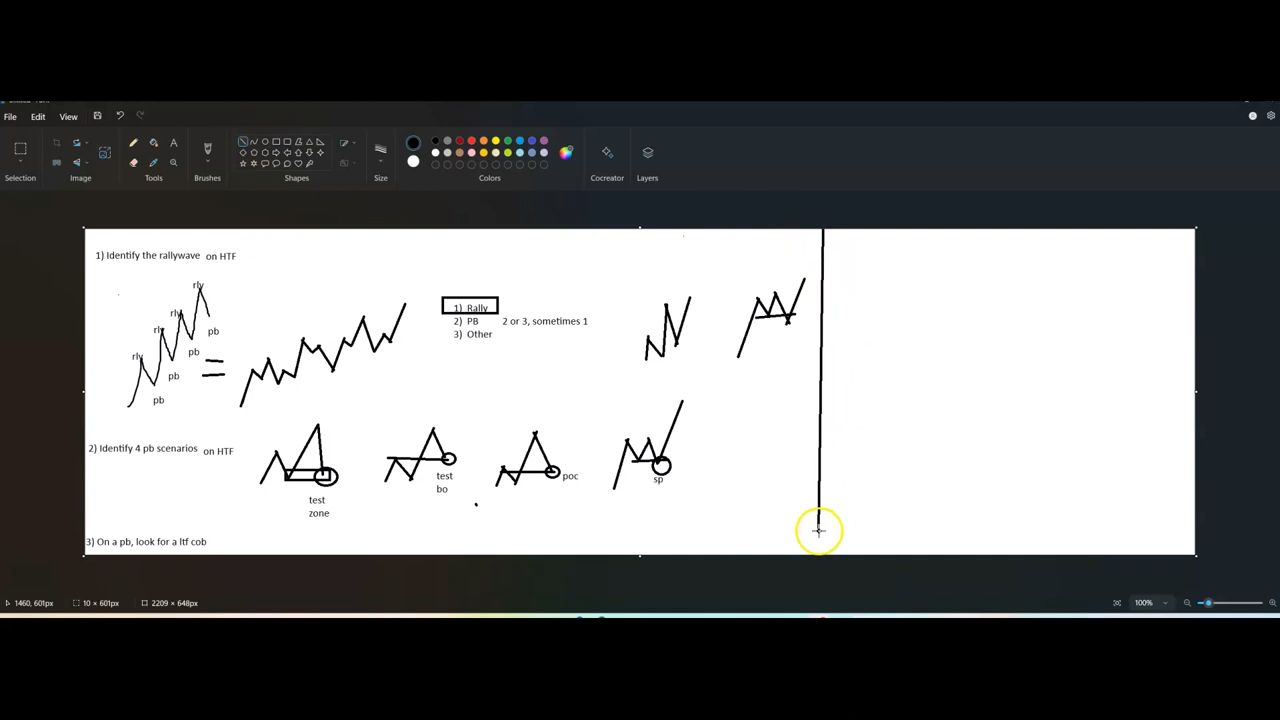 File Edit View
Selection Image Tools Brushes Shapes Size Colors Cocreator Layers
1) Identify the rallywave on HTF
rly
rly
rly
rly
pb
pb
pb
pb
1) Rally
2) PB 2 or 3, sometimes 1
3) Other
2) Identify 4 pb scenarios on HTF
test
zone
test
bo
poc
sp
3) On a pb, look for a ltf cob
1460, 601px 10 × 601px 2209 × 648px 100%